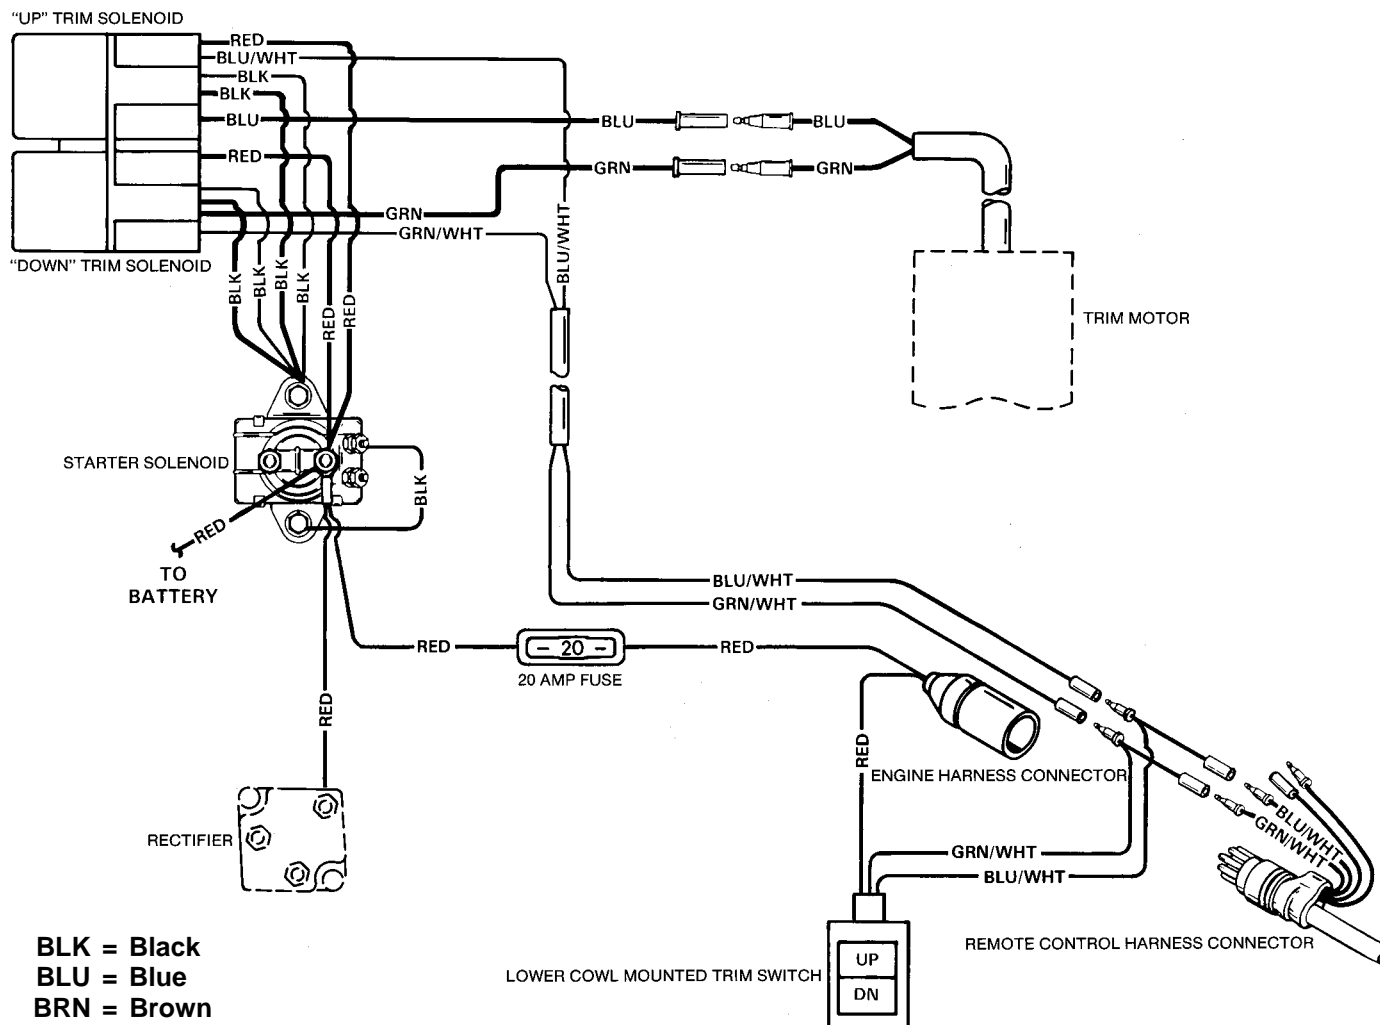 "UP" TRIM SOLENOID
RED
BLU/WHT
BLK
BLK
BLU
BLU
BLU
RED
GRN
GRN
GRN
GRN/WHT
"DOWN" TRIM SOLENOID
BLK
BLK
BLK
BLK
RED
RED
BLU/WHT
TRIM MOTOR
STARTER SOLENOID
BLK
RED
TO
BATTERY
BLU/WHT
GRN/WHT
RED
- 20 -
RED
20 AMP FUSE
RED
RED
ENGINE HARNESS CONNECTOR
RECTIFIER
BLU/WHT
GRN/WHT
GRN/WHT
BLU/WHT
REMOTE CONTROL HARNESS CONNECTOR
LOWER COWL MOUNTED TRIM SWITCH
UP
DN
BLK = Black
BLU = Blue
BRN = Brown